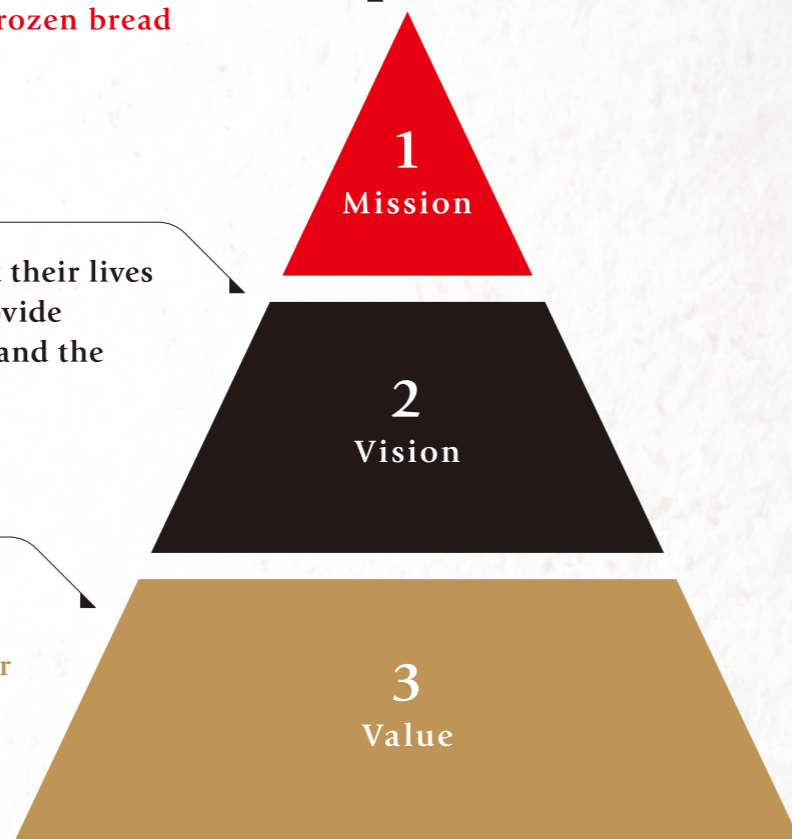 rozen bread
1
Mission
their lives
vide
and the
2
Vision
r
3
Value